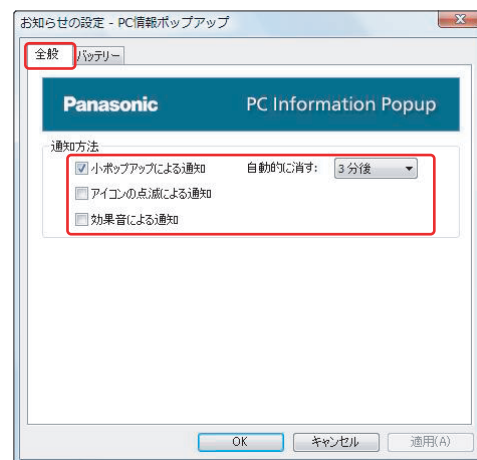 お知らせの設定 - PC情報ポップアップ
全般 バッテリー
Panasonic PC Information Popup
通知方法
小ポップアップによる通知 自動的に消す: 3分後
アイコンの点滅による通知
効果音による通知
OK キャンセル 適用(A)